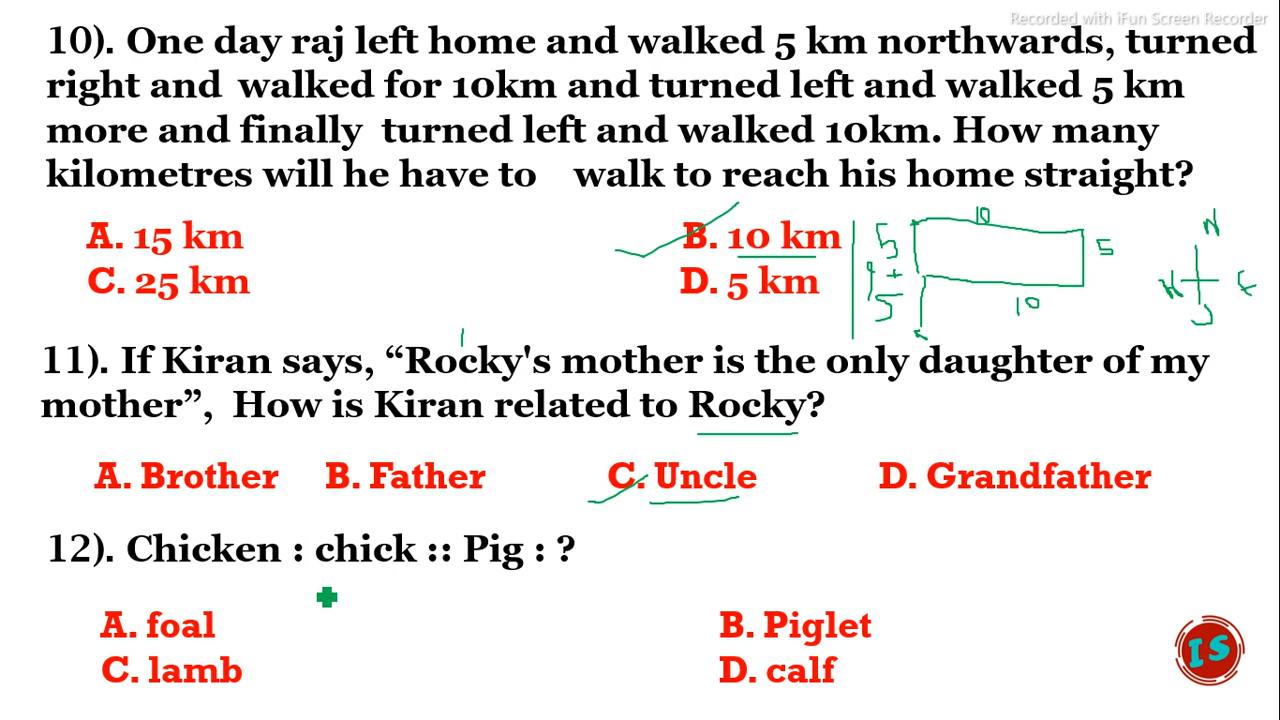 Recorded with iFun Screen Recorder
10). One day raj left home and walked 5 km northwards, turned
right and walked for 10km and turned left and walked 5 km
more and finally turned left and walked 10km. How many
kilometres will he have to walk to reach his home straight?
A. 15 km B. 10 km
C. 25 km D. 5 km
10
5 5
+
5 10
N
E
11). If Kiran says, “Rocky's mother is the only daughter of my
mother”, How is Kiran related to Rocky?
A. Brother B. Father C. Uncle D. Grandfather
12). Chicken : chick :: Pig : ?
A. foal B. Piglet
C. lamb D. calf
IS